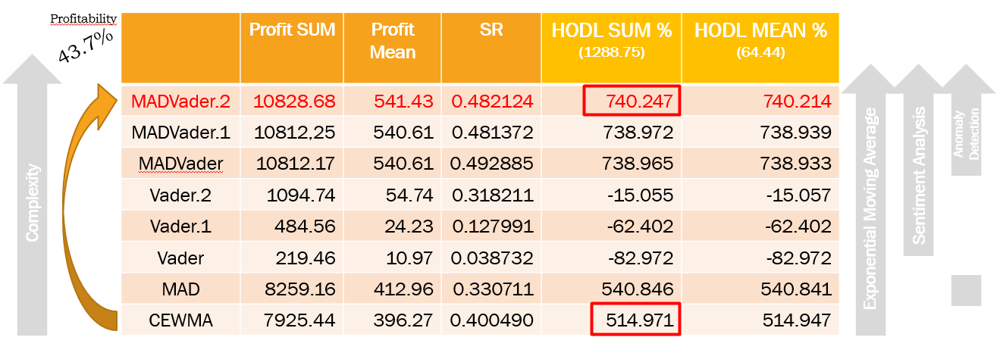 Profitability
43.7%
Profit SUM Profit Mean SR HODL SUM % (1288.75) HODL MEAN % (64.44)
MADVader.2 10828.68 541.43 0.482124 740.247 740.214
MADVader.1 10812,25 540.61 0.481372 738.972 738.939
MADVader 10812.17 540.61 0.492885 738.965 738.933
Vader.2 1094.74 54.74 0.318211 -15.055 -15.057
Vader.1 484.56 24.23 0.127991 -62.402 -62.402
Vader 219.46 10.97 0.038732 -82.972 -82.972
MAD 8259.16 412.96 0.330711 540.846 540.841
CEWMA 7925.44 396.27 0.400490 514.971 514.947
Complexity
Exponential Moving Average
Sentiment Analysis
Anomaly
Detection